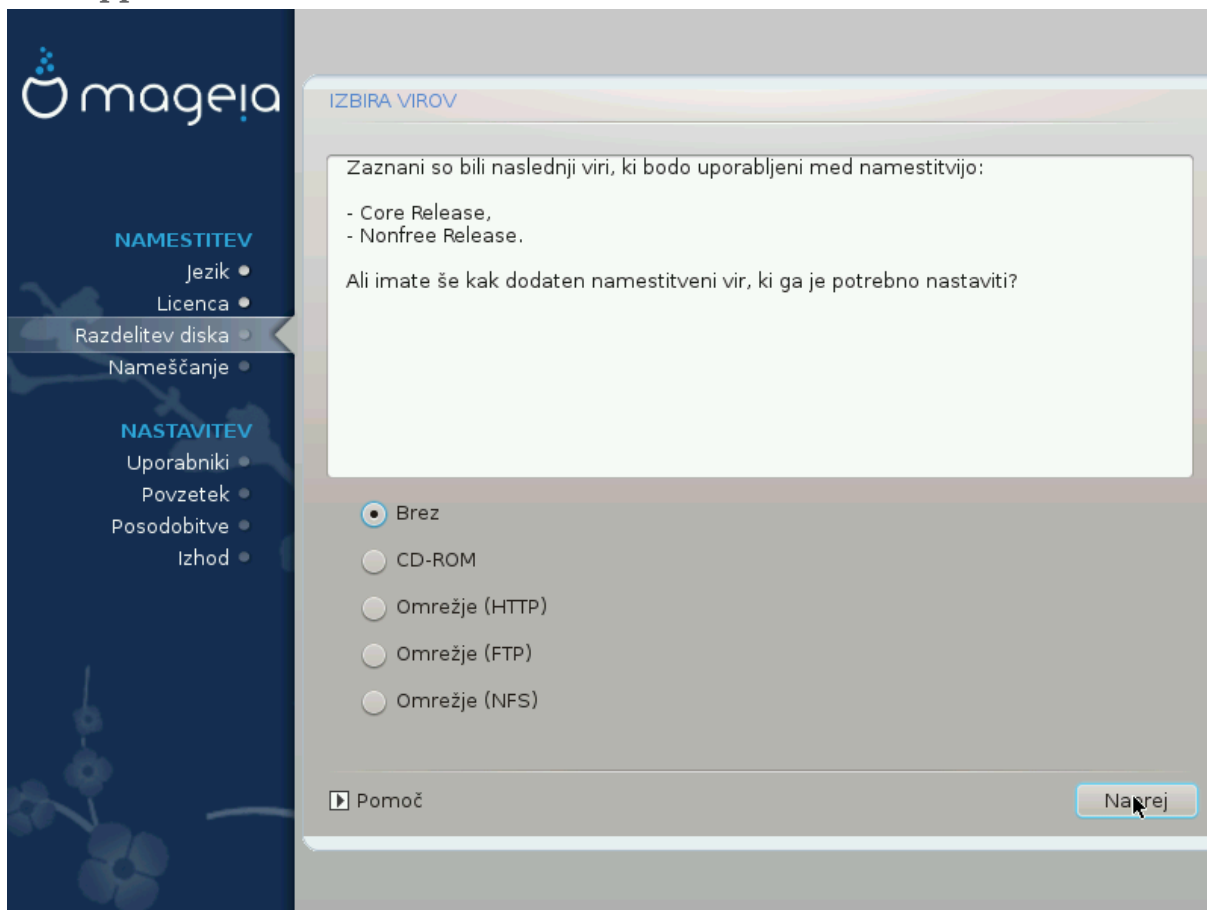 mageia
IZBIRA VIROV
Zaznani so bili naslednji viri, ki bodo uporabljeni med namestitvijo:
- Core Release,
- Nonfree Release.
Ali imate še kak dodaten namestitveni vir, ki ga je potrebno nastaviti?
NAMESTITEV
Jezik
Licenca
Razdelitev diska
Nameščanje
NASTAVITEV
Uporabniki
Povzetek
Posodobitve
Izhod
Brez
CD-ROM
Omrežje (HTTP)
Omrežje (FTP)
Omrežje (NFS)
Pomoč
Naprej